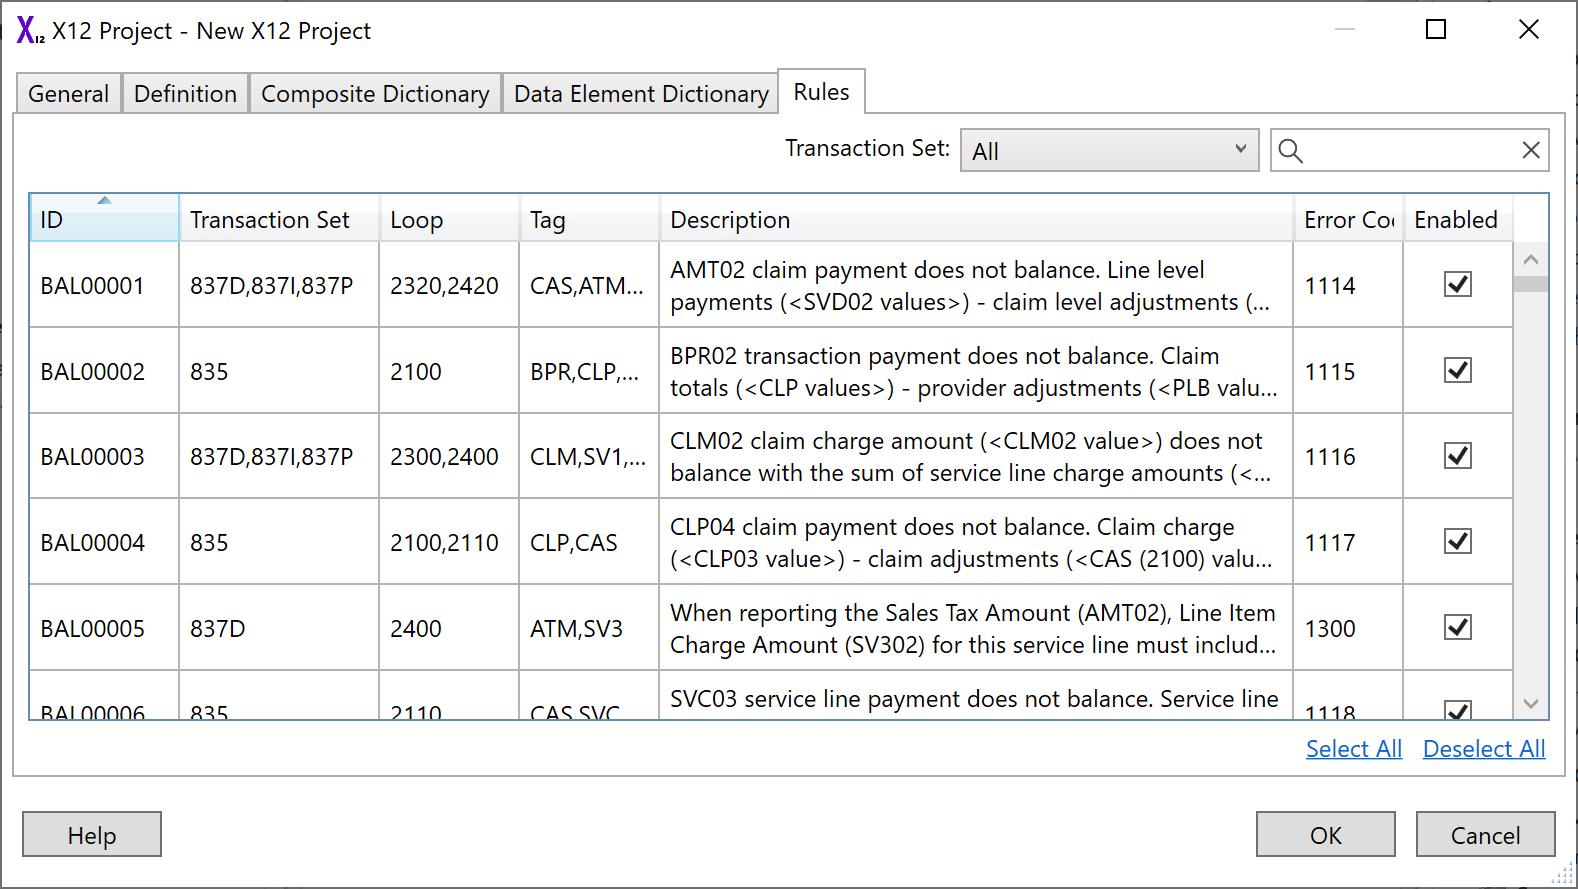 X12 X12 Project - New X12 Project
General Definition Composite Dictionary Data Element Dictionary Rules
Transaction Set: All
ID Transaction Set Loop Tag Description Error Co Enabled
BAL00001 837D,837I,837P 2320,2420 CAS,ATM... AMT02 claim payment does not balance. Line level
payments (<SVD02 values>) - claim level adjustments (... 1114
BAL00002 835 2100 BPR,CLP,... BPR02 transaction payment does not balance. Claim
totals (<CLP values>) - provider adjustments (<PLB valu... 1115
BAL00003 837D,837I,837P 2300,2400 CLM,SV1,... CLM02 claim charge amount (<CLM02 value>) does not
balance with the sum of service line charge amounts (<... 1116
BAL00004 835 2100,2110 CLP,CAS CLP04 claim payment does not balance. Claim charge
(<CLP03 value>) - claim adjustments (<CAS (2100) valu... 1117
BAL00005 837D 2400 ATM,SV3 When reporting the Sales Tax Amount (AMT02), Line Item
Charge Amount (SV302) for this service line must includ... 1300
BAL00006 835 2110 CAS,SVC SVC03 service line payment does not balance. Service line 1118
Select All Deselect All
Help OK Cancel